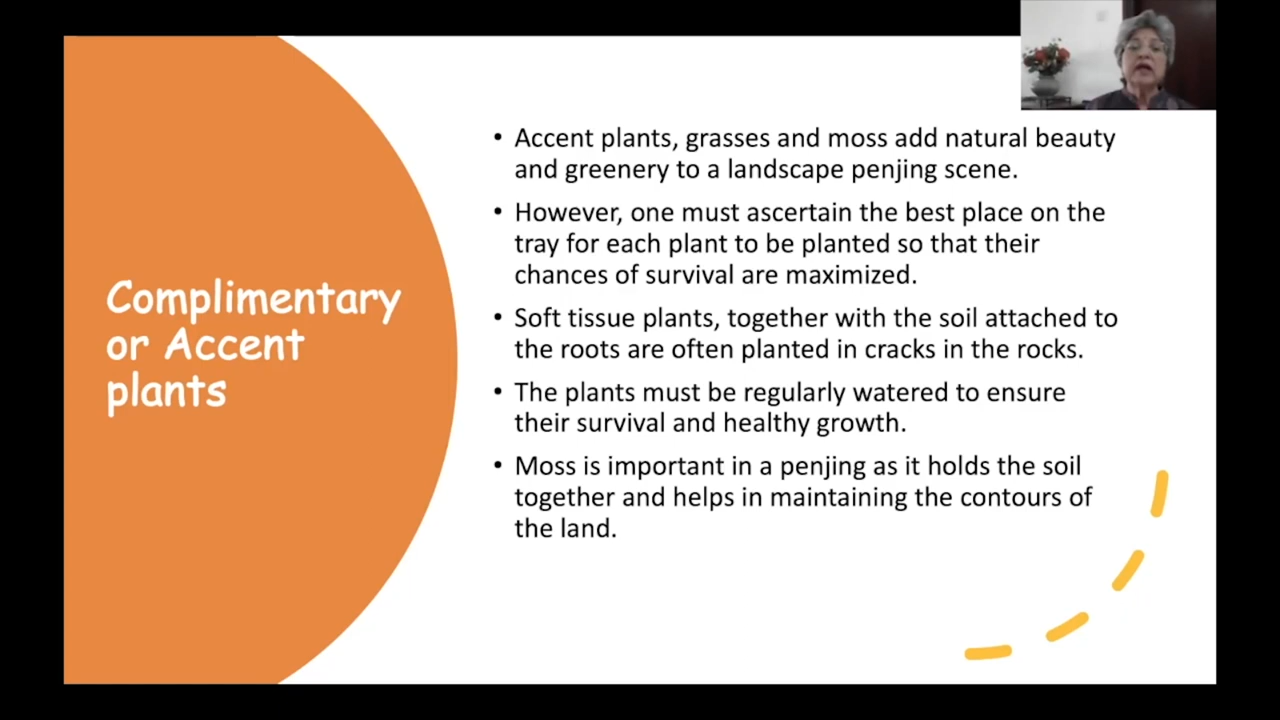 Complimentary
or Accent
plants
• Accent plants, grasses and moss add natural beauty
and greenery to a landscape penjing scene.
• However, one must ascertain the best place on the
tray for each plant to be planted so that their
chances of survival are maximized.
• Soft tissue plants, together with the soil attached to
the roots are often planted in cracks in the rocks.
• The plants must be regularly watered to ensure
their survival and healthy growth.
• Moss is important in a penjing as it holds the soil
together and helps in maintaining the contours of
the land.